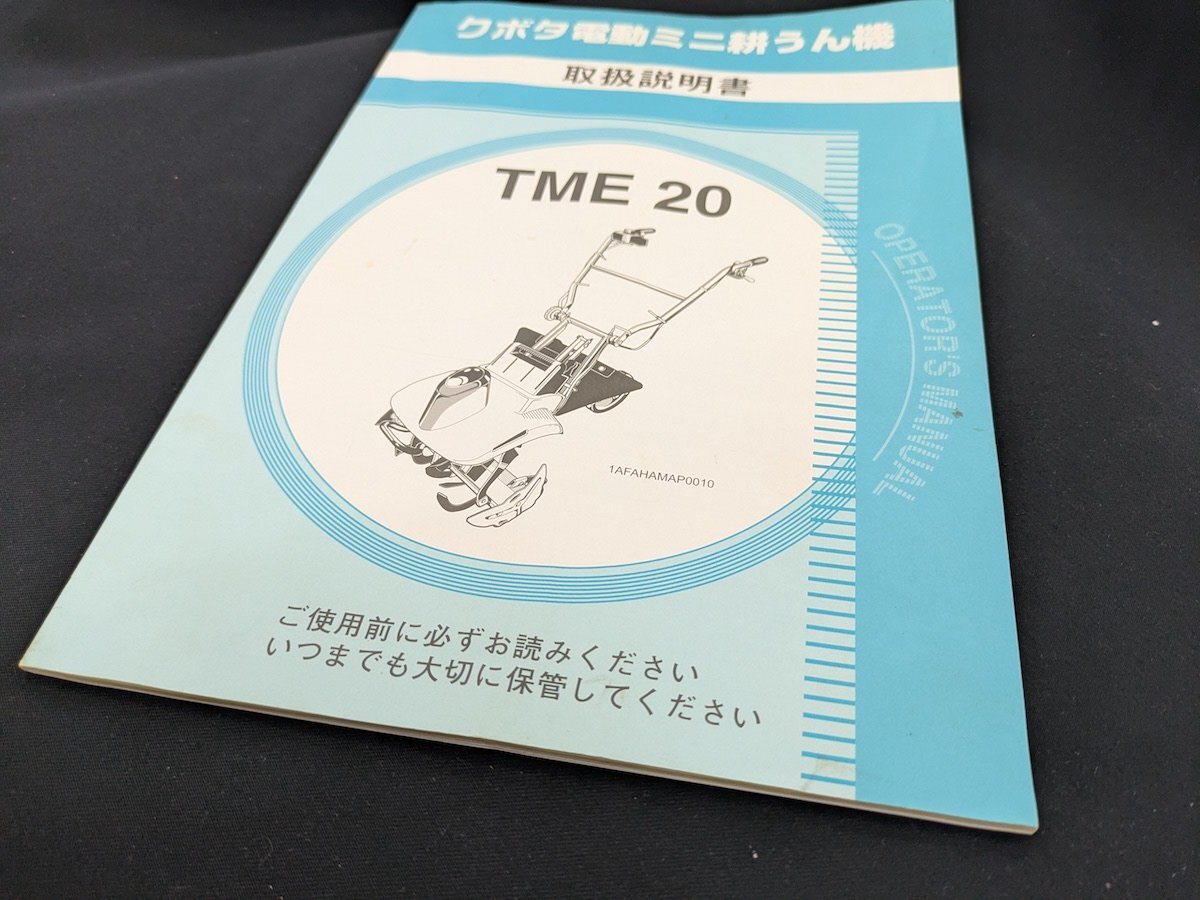 クボタ電動ミニ耕うん機
取扱説明書
TME 20
OPERATOR'S MANUAL
1AFAHAMAP0010
ご使用前に必ずお読みください
いつまでも大切に保管してください